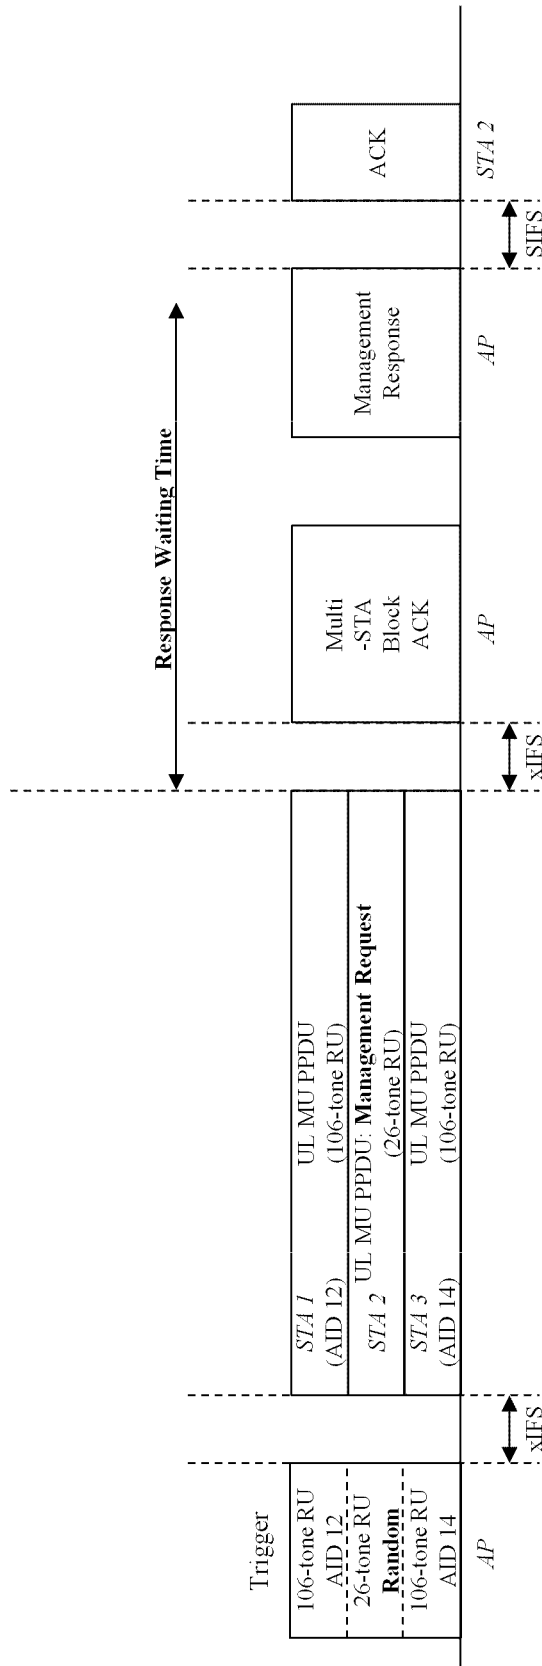 Trigger
106-tone RU
AID 12
26-tone RU
Random
106-tone RU
AID 14
AP
xIFS
STA 1
(AID 12)
UL MU PPDU
(106-tone RU)
STA 2
UL MU PPDU: Management Request
(26-tone RU)
STA 3
(AID 14)
UL MU PPDU
(106-tone RU)
xIFS
Response Waiting Time
Multi
-STA
Block
ACK
AP
Management
Response
AP
SIFS
ACK
STA 2